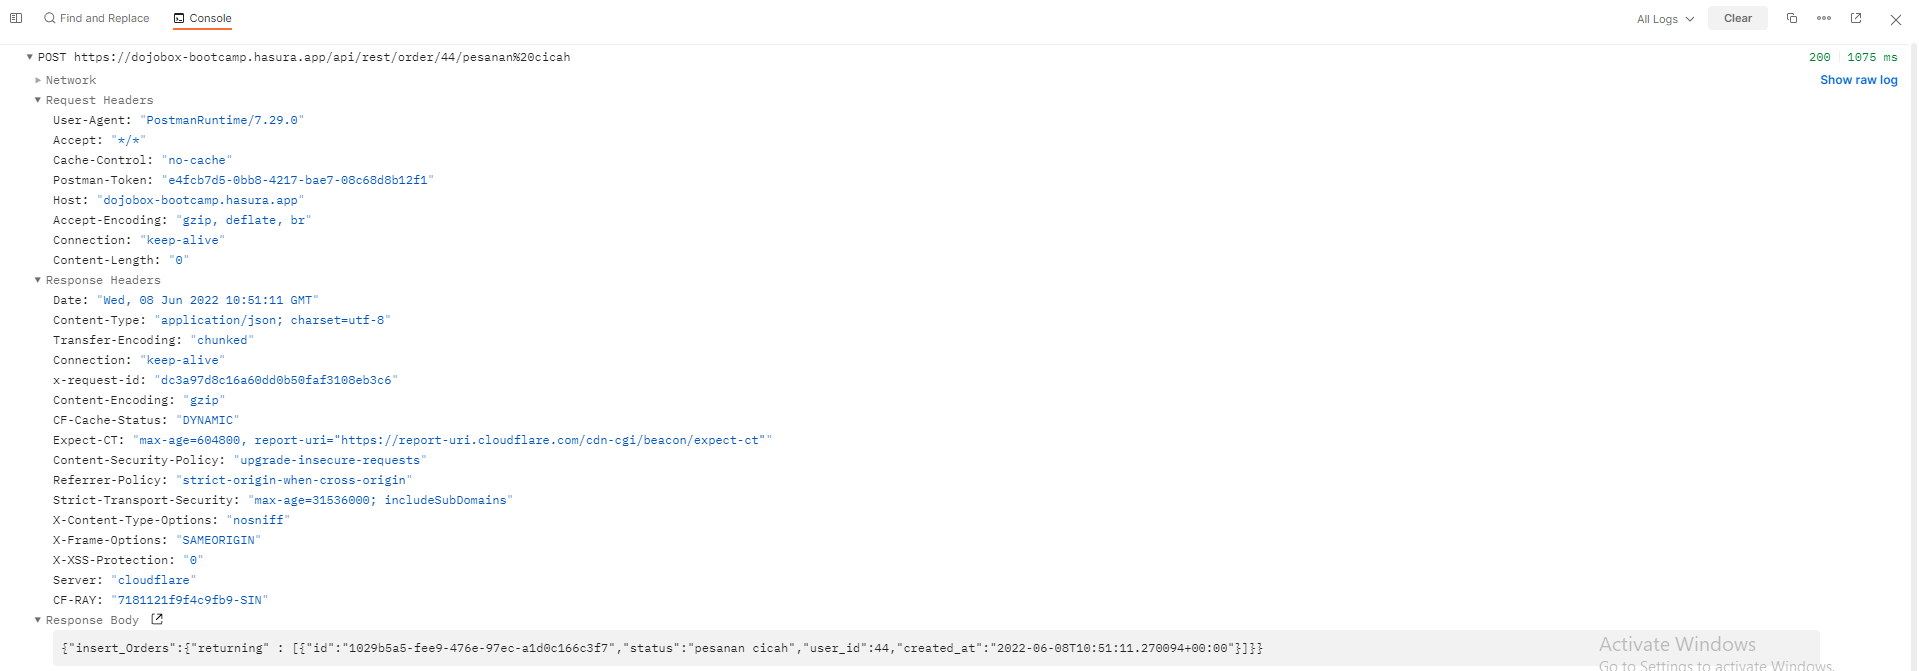 Find and Replace Console All Logs Clear
POST https://dojobox-bootcamp.hasura.app/api/rest/order/44/pesanan%20cicah 200 1075 ms
Network Show raw log
Request Headers
User-Agent: "PostmanRuntime/7.29.0"
Accept: "*/*"
Cache-Control: "no-cache"
Postman-Token: "e4fcb7d5-0bb8-4217-bae7-08c68d8b12f1"
Host: "dojobox-bootcamp.hasura.app"
Accept-Encoding: "gzip, deflate, br"
Connection: "keep-alive"
Content-Length: "0"
Response Headers
Date: "Wed, 08 Jun 2022 10:51:11 GMT"
Content-Type: "application/json; charset=utf-8"
Transfer-Encoding: "chunked"
Connection: "keep-alive"
x-request-id: "dc3a97d8c16a60dd0b50faf3108eb3c6"
Content-Encoding: "gzip"
CF-Cache-Status: "DYNAMIC"
Expect-CT: "max-age=604800, report-uri="https://report-uri.cloudflare.com/cdn-cgi/beacon/expect-ct""
Content-Security-Policy: "upgrade-insecure-requests"
Referrer-Policy: "strict-origin-when-cross-origin"
Strict-Transport-Security: "max-age=31536000; includeSubDomains"
X-Content-Type-Options: "nosniff"
X-Frame-Options: "SAMEORIGIN"
X-XSS-Protection: "0"
Server: "cloudflare"
CF-RAY: "7181121f9f4c9fb9-SIN"
Response Body
{"insert_Orders":{"returning" : [{"id":"1029b5a5-fee9-476e-97ec-a1d0c166c3f7","status":"pesanan cicah","user_id":44,"created_at":"2022-06-08T10:51:11.270094+00:00"}]}}
Activate Windows
Go to Settings to activate Windows.